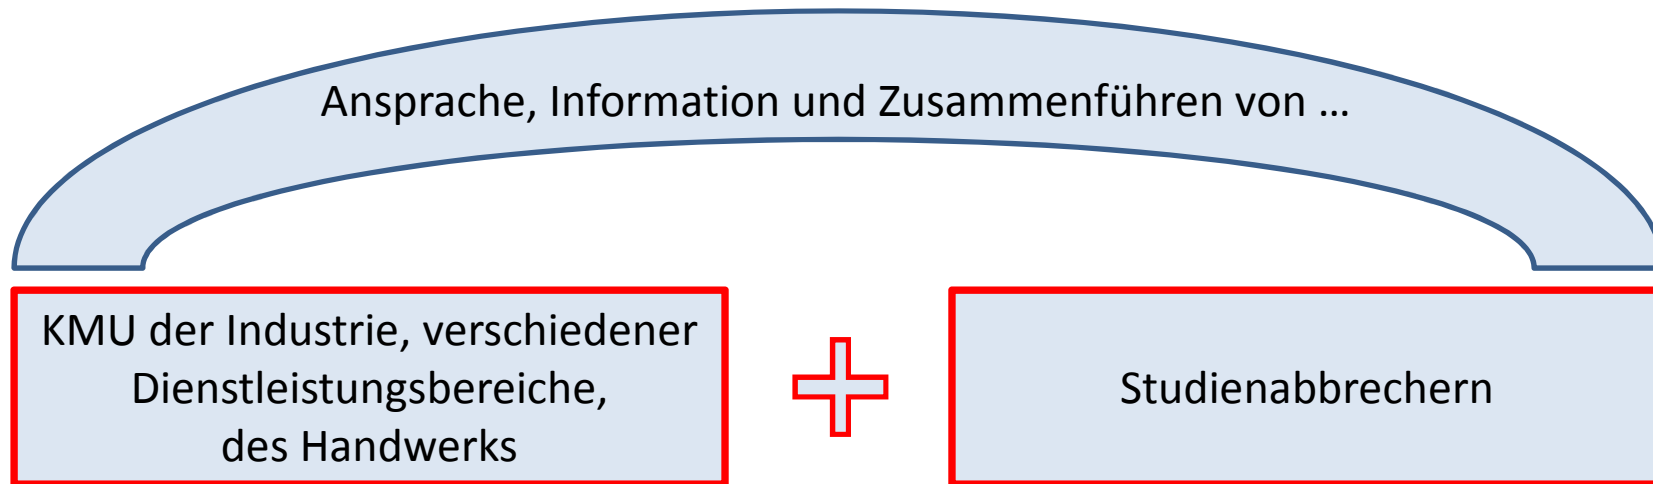 Ansprache, Information und Zusammenführen von …
KMU der Industrie, verschiedener
Dienstleistungsbereiche,
des Handwerks
Studienabbrechern